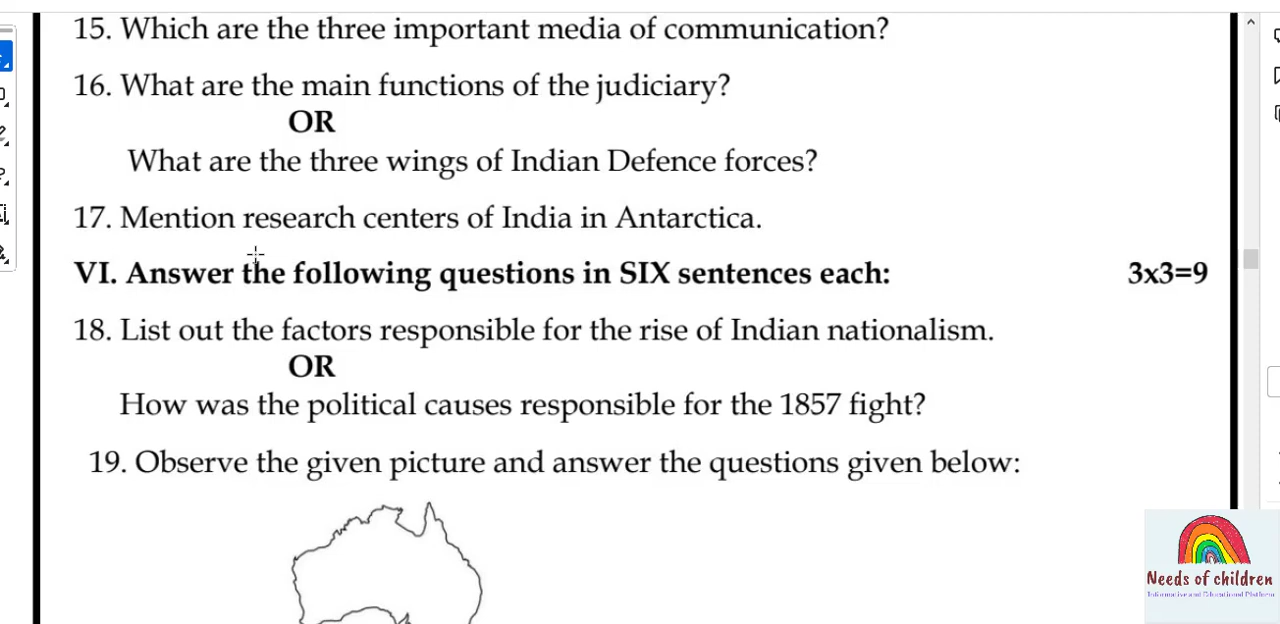 15. Which are the three important media of communication?
16. What are the main functions of the judiciary?
OR
What are the three wings of Indian Defence forces?
17. Mention research centers of India in Antarctica.
VI. Answer the following questions in SIX sentences each: 3x3=9
18. List out the factors responsible for the rise of Indian nationalism.
OR
How was the political causes responsible for the 1857 fight?
19. Observe the given picture and answer the questions given below:
Needs of children
Informative and Educational Platform